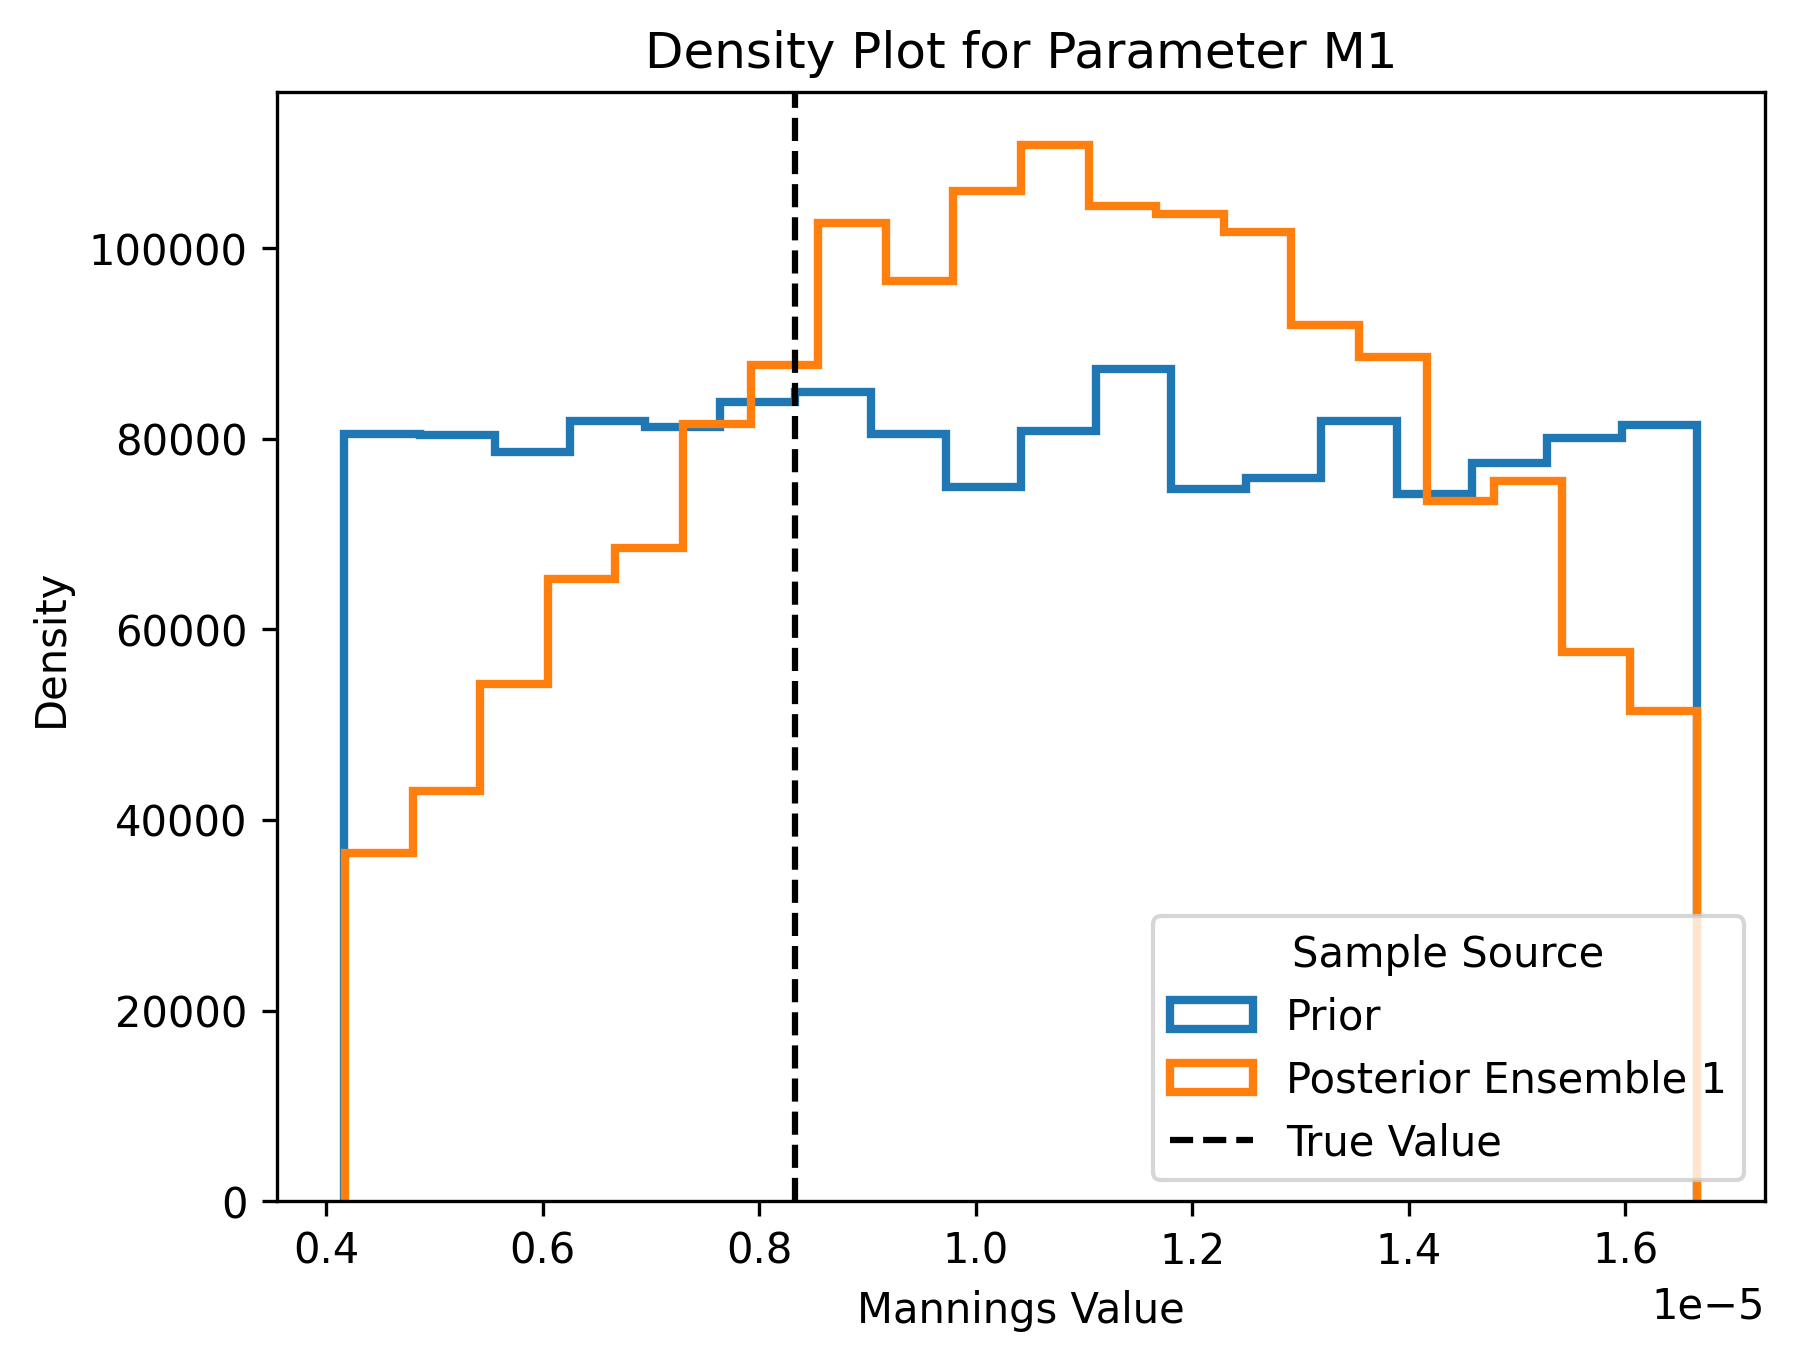 Density Plot for Parameter M1
Density
100000
80000
60000
40000
20000
0
0.4 0.6 0.8 1.0 1.2 1.4 1.6
1e−5
Mannings Value
Sample Source
Prior
Posterior Ensemble 1
True Value